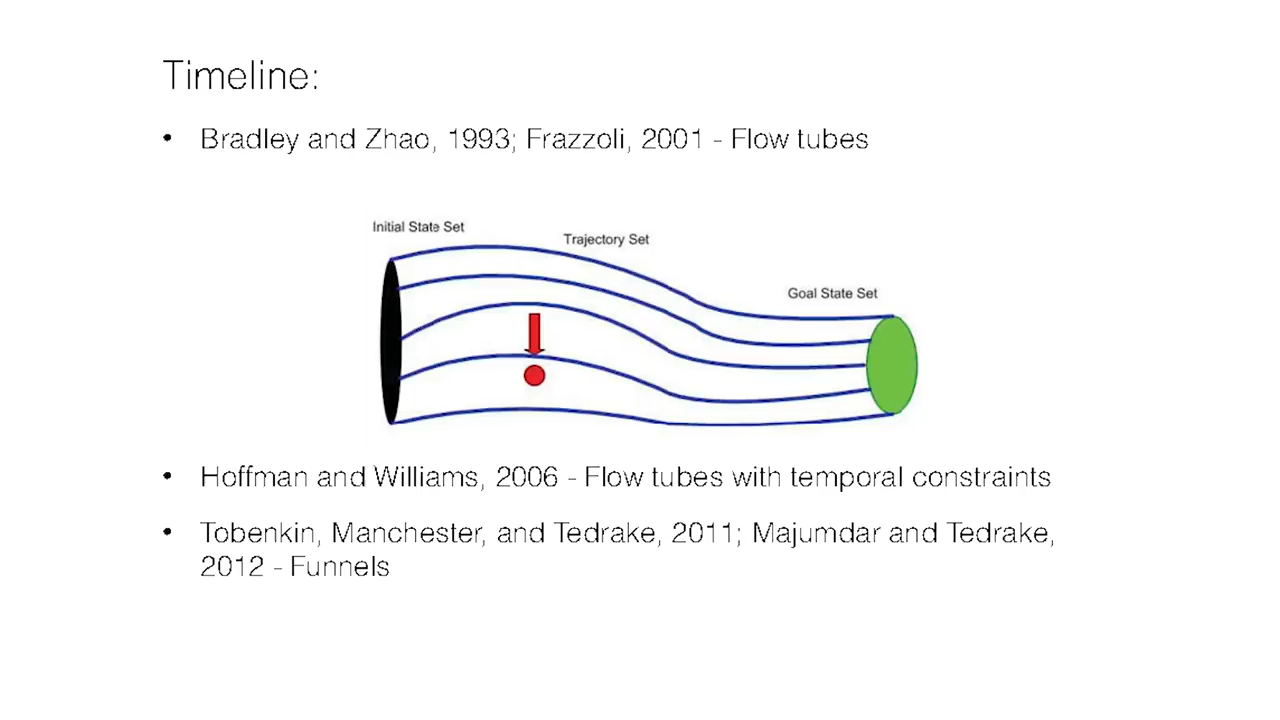 Timeline:
• Bradley and Zhao, 1993; Frazzoli, 2001 - Flow tubes
Initial State Set
Trajectory Set
Goal State Set
• Hoffman and Williams, 2006 - Flow tubes with temporal constraints
• Tobenkin, Manchester, and Tedrake, 2011; Majumdar and Tedrake,
2012 - Funnels